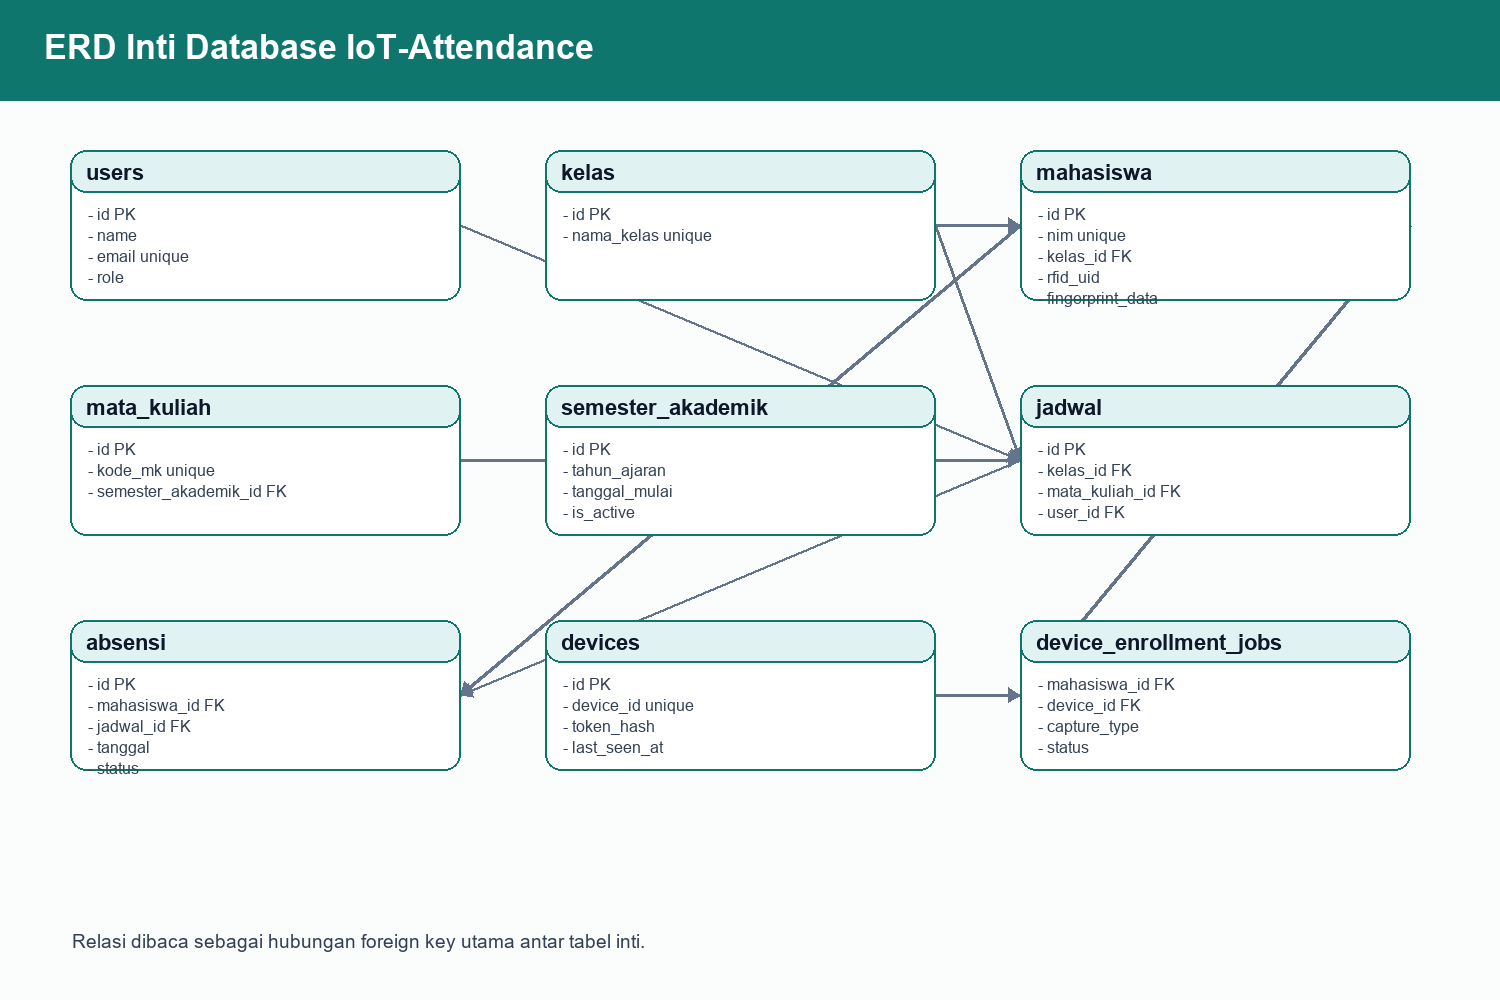 ERD Inti Database IoT-Attendance
users
- id PK
- name
- email unique
- role
kelas
- id PK
- nama_kelas unique
mahasiswa
- id PK
- nim unique
- kelas_id FK
- rfid_uid
- fingerprint_data
mata_kuliah
- id PK
- kode_mk unique
- semester_akademik_id FK
semester_akademik
- id PK
- tahun_ajaran
- tanggal_mulai
- is_active
jadwal
- id PK
- kelas_id FK
- mata_kuliah_id FK
- user_id FK
absensi
- id PK
- mahasiswa_id FK
- jadwal_id FK
- tanggal
- status
devices
- id PK
- device_id unique
- token_hash
- last_seen_at
device_enrollment_jobs
- mahasiswa_id FK
- device_id FK
- capture_type
- status
Relasi dibaca sebagai hubungan foreign key utama antar tabel inti.